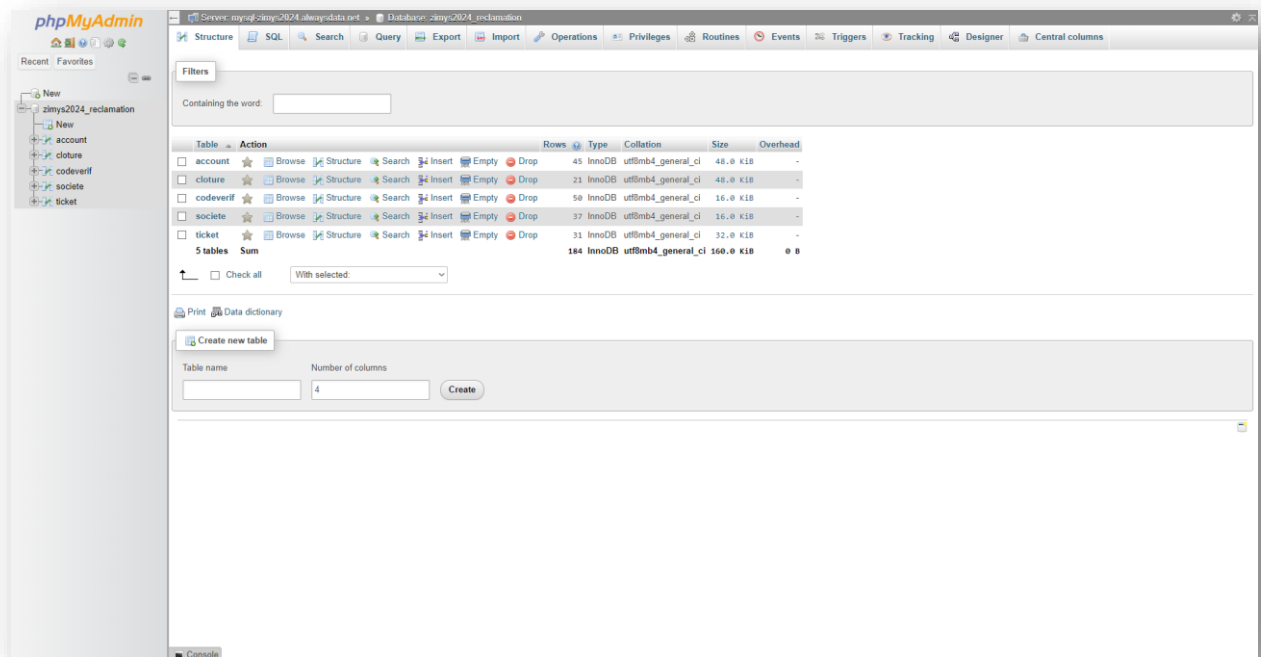 phpMyAdmin
Recent Favorites
New
zimys2024_reclamation
New
account
cloture
codeverif
societe
ticket
Server: mysql-zimys2024.alwaysdata.net » Database: zimys2024_reclamation
Structure SQL Search Query Export Import Operations Privileges Routines Events Triggers Tracking Designer Central columns
Filters
Containing the word:
Table Action Rows Type Collation Size Overhead
account Browse Structure Search Insert Empty Drop 45 InnoDB utf8mb4_general_ci 48.0 KiB -
cloture Browse Structure Search Insert Empty Drop 21 InnoDB utf8mb4_general_ci 48.0 KiB -
codeverif Browse Structure Search Insert Empty Drop 50 InnoDB utf8mb4_general_ci 16.0 KiB -
societe Browse Structure Search Insert Empty Drop 37 InnoDB utf8mb4_general_ci 16.0 KiB -
ticket Browse Structure Search Insert Empty Drop 31 InnoDB utf8mb4_general_ci 32.0 KiB -
5 tables Sum 184 InnoDB utf8mb4_general_ci 160.0 KiB 0 B
Check all With selected:
Print Data dictionary
Create new table
Table name Number of columns
4 Create
Console